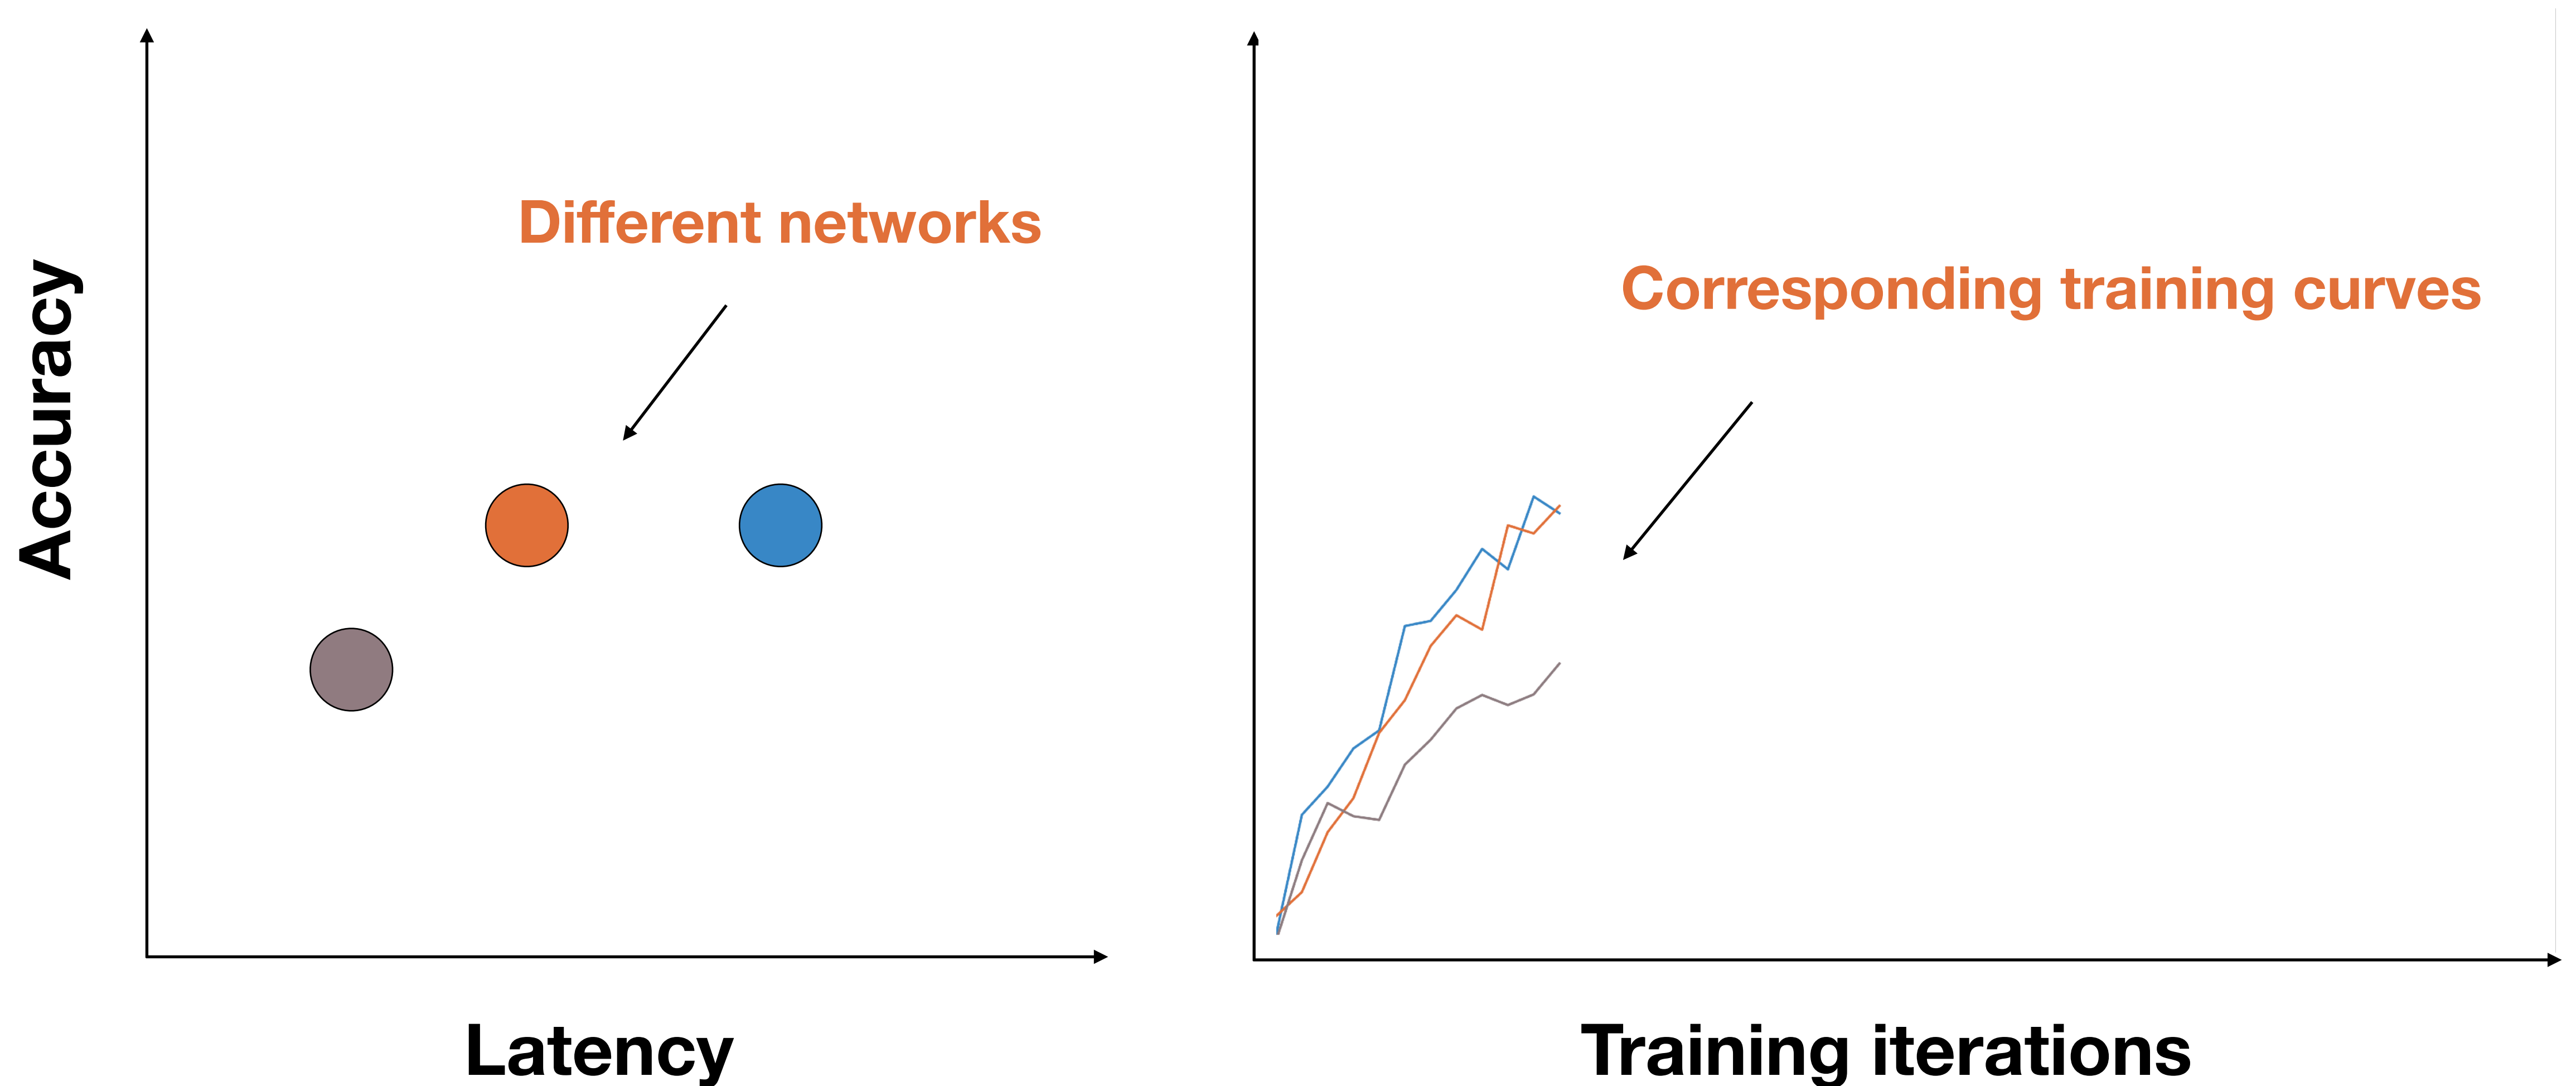 Accuracy
Different networks
Latency
Corresponding training curves
Training iterations